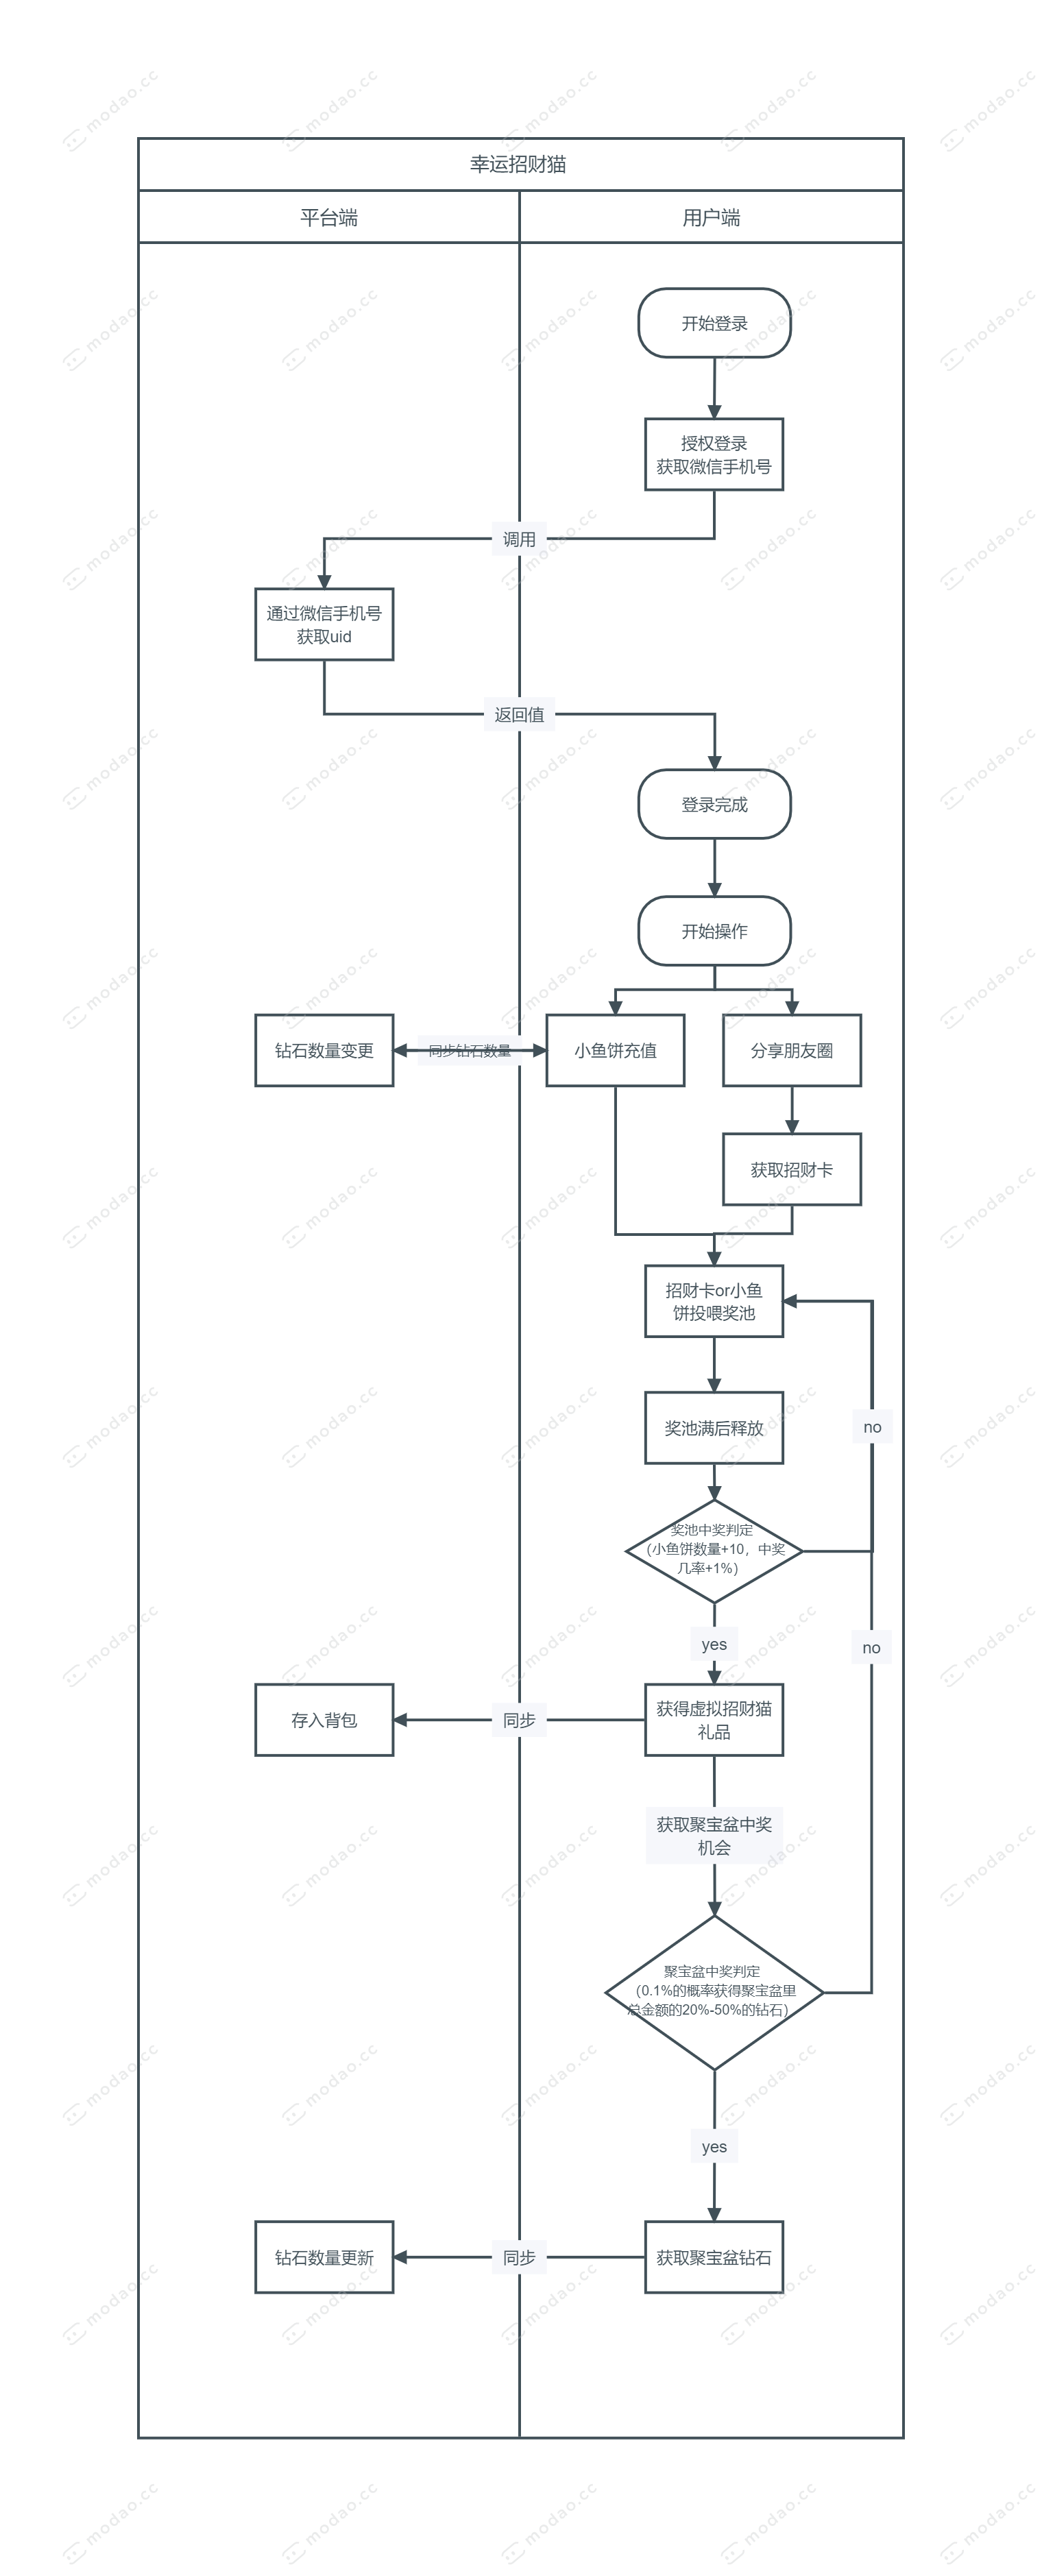 幸运招财猫
平台端
用户端
开始登录
授权登录
获取微信手机号
调用
通过微信手机号
获取uid
返回值
登录完成
开始操作
钻石数量变更
同步钻石数量
小鱼饼充值
分享朋友圈
获取招财卡
招财卡or小鱼
饼投喂奖池
奖池满后释放
no
奖池中奖判定
（小鱼饼数量+10，中奖
几率+1%）
yes
no
存入背包
同步
获得虚拟招财猫
礼品
获取聚宝盆中奖
机会
聚宝盆中奖判定
（0.1%的概率获得聚宝盆里
总金额的20%-50%的钻石）
yes
钻石数量更新
同步
获取聚宝盆钻石
modao.cc